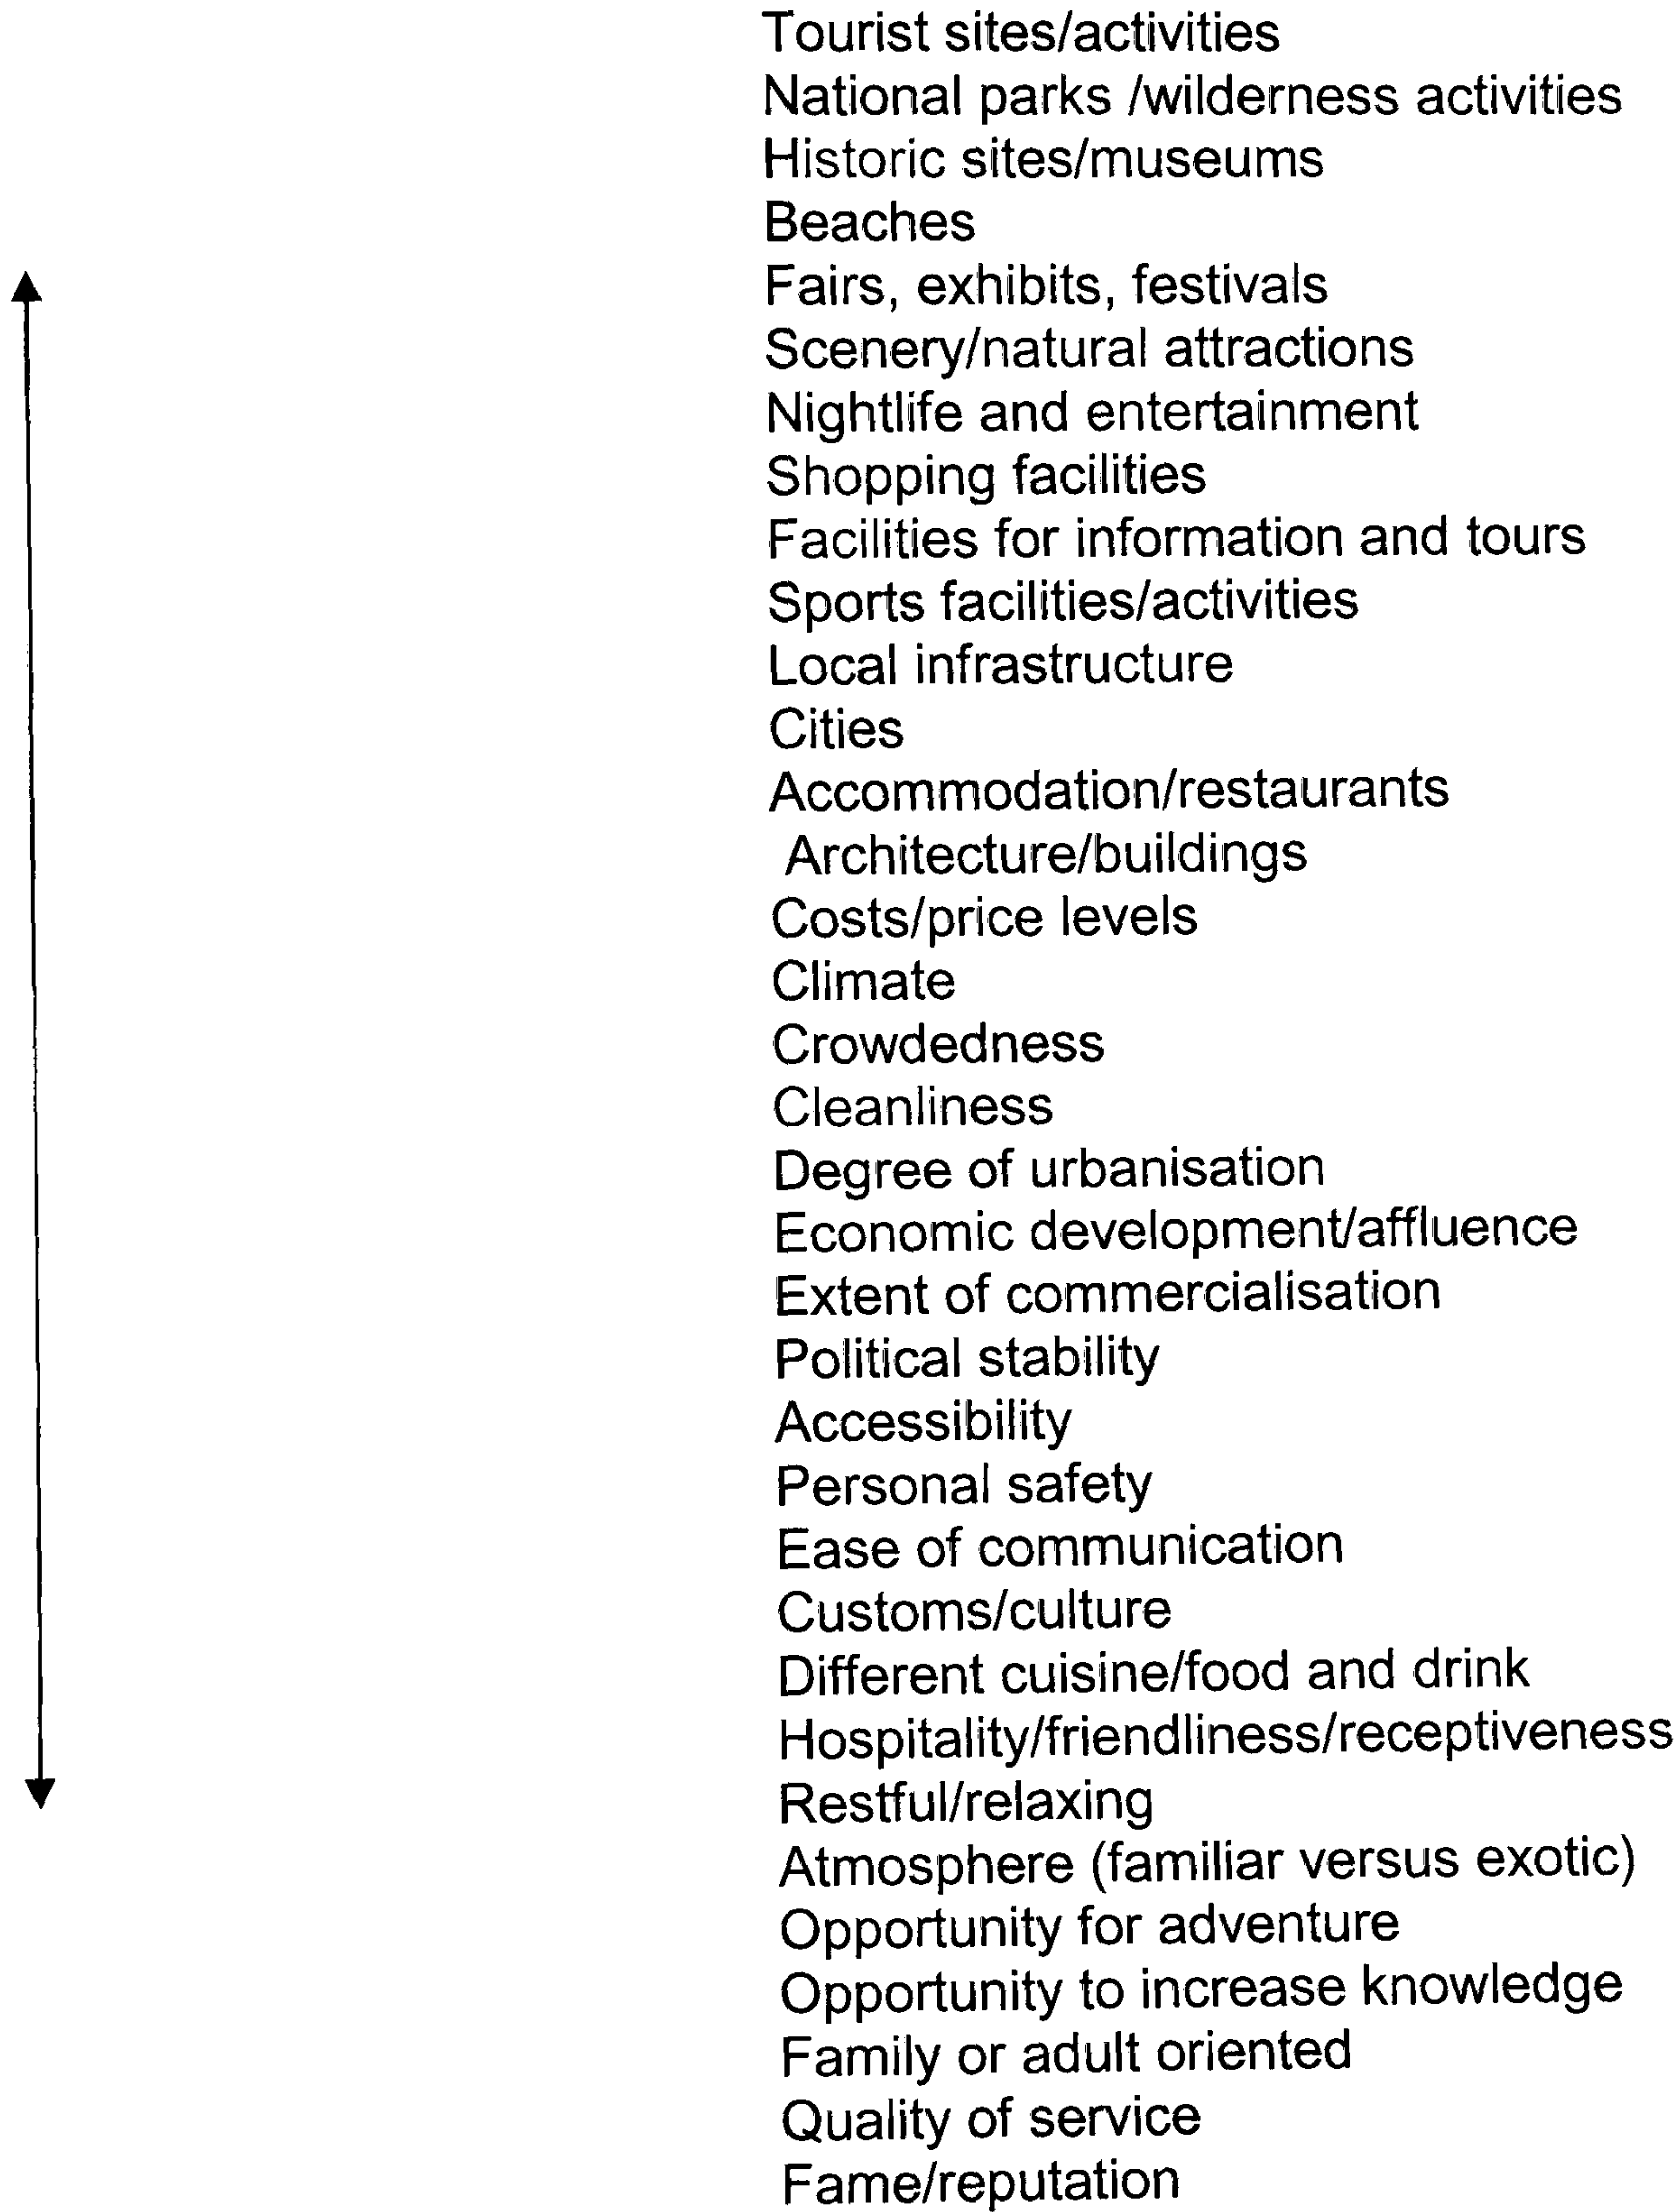 Tourist sites/activities
National parks /wilderness activities
Historic sites/museums
Beaches
Fairs, exhibits, festivals
Scenery/natural attractions
Nightlife and entertainment
Shopping facilities
Facilities for information and tours
Sports facilities/activities
Local infrastructure
Cities
Accommodation/restaurants
Architecture/buildings
Costs/price levels
Climate
Crowdedness
Cleanliness
Degree of urbanisation
Economic development/affluence
Extent of commercialisation
Political stability
Accessibility
Personal safety
Ease of communication
Customs/culture
Different cuisine/food and drink
Hospitality/friendliness/receptiveness
Restful/relaxing
Atmosphere (familiar versus exotic)
Opportunity for adventure
Opportunity to increase knowledge
Family or adult oriented
Quality of service
Fame/reputation